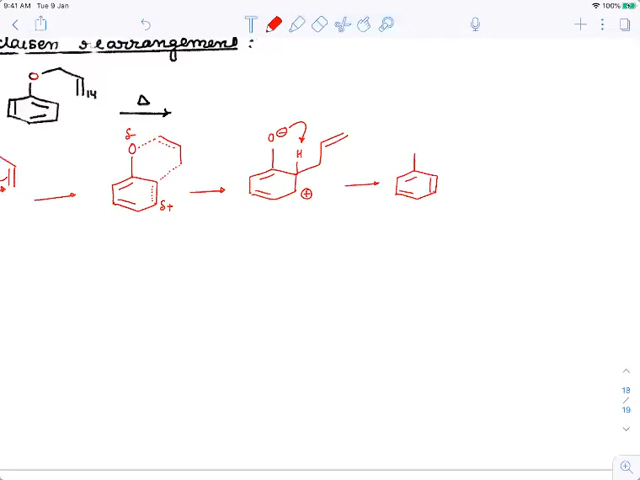 9:41 AM Tue 9 Jan
100%
claisen rearrangement :
O
14
Δ
δ-
O
δ+
O ⊖
H
⊕
T
18
/
19